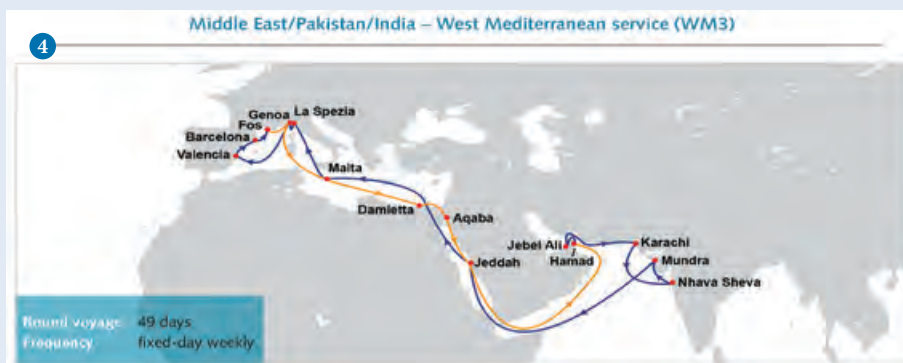 Middle East/Pakistan/India – West Mediterranean service (WM3)
4
Genoa
La Spezia
Fos
Barcelona
Valencia
Malta
Damietta
Aqaba
Jebel Ali
Hamad
Karachi
Mundra
Jeddah
Nhava Sheva
Round voyage 49 days
Frequency fixed-day weekly